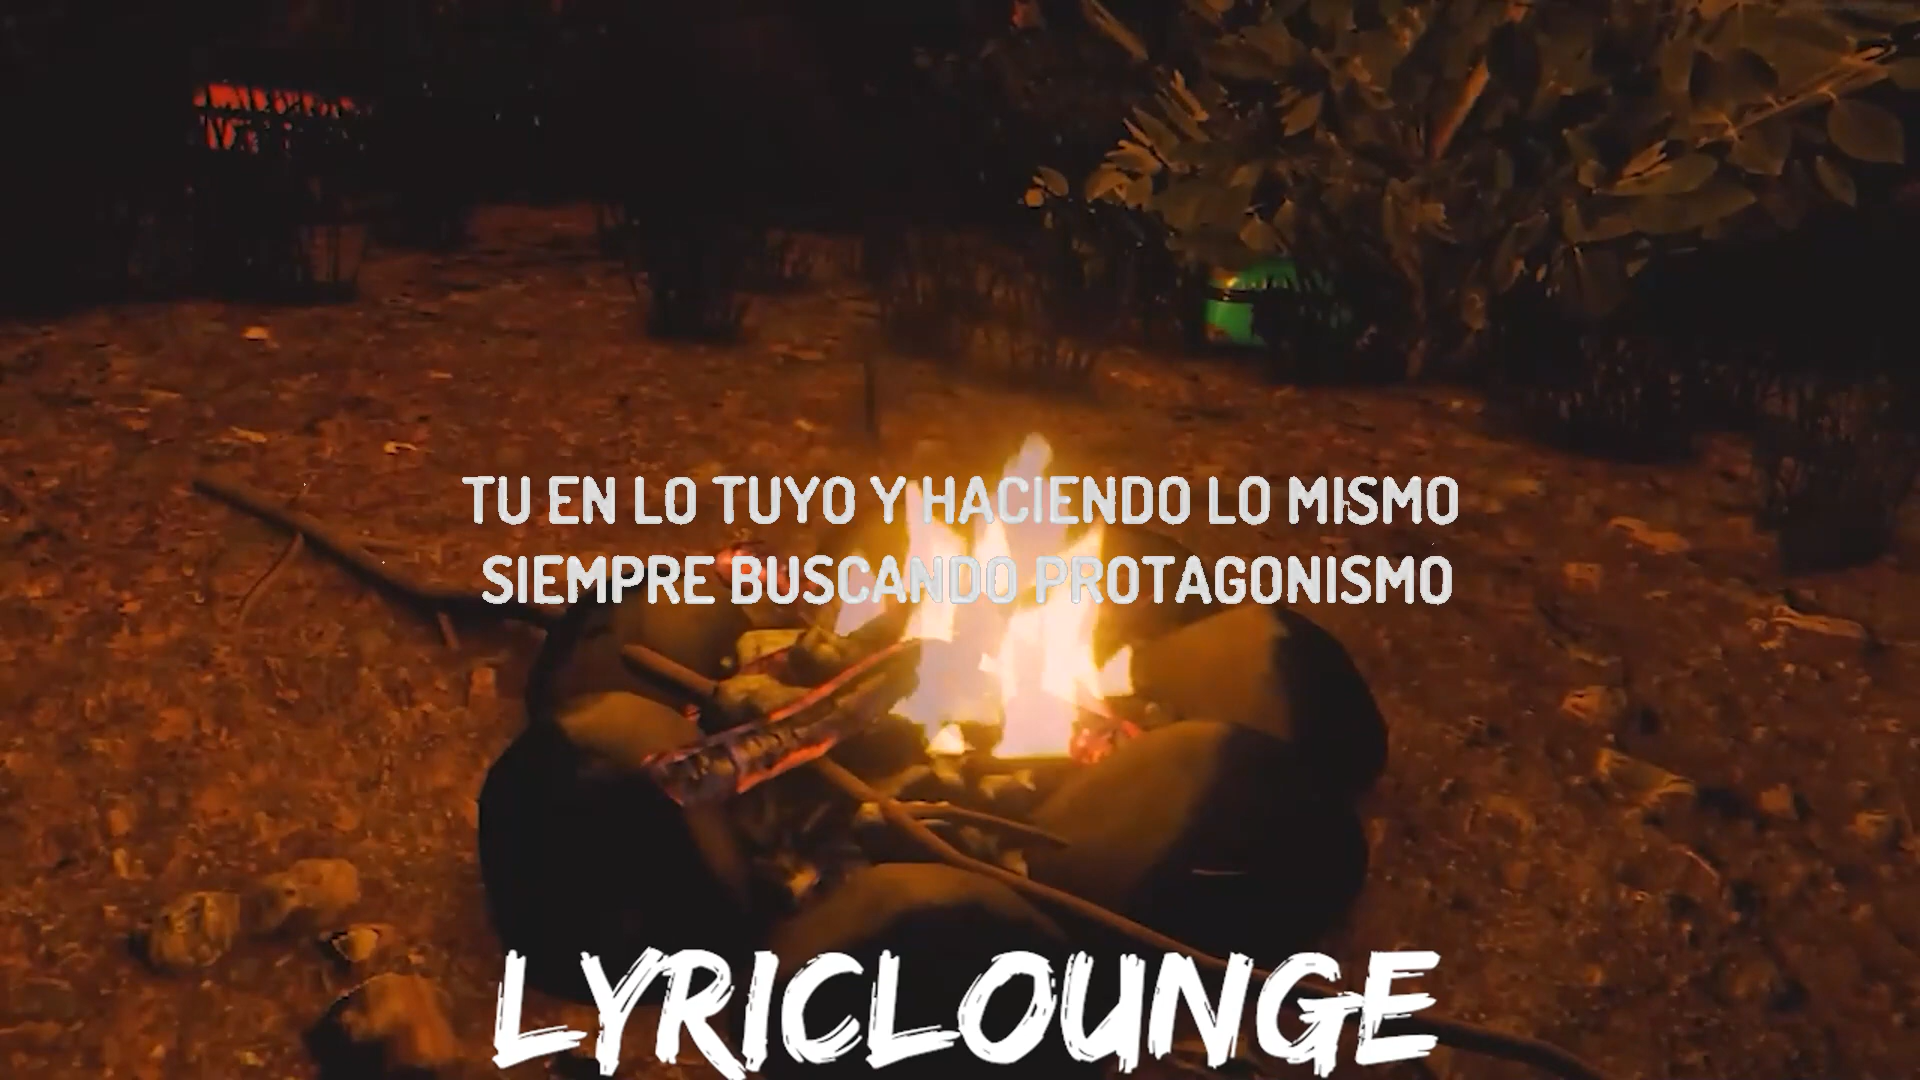 TU EN LO TUYO Y HACIENDO LO MISMO
SIEMPRE BUSCANDO PROTAGONISMO
LYRICLOUNGE